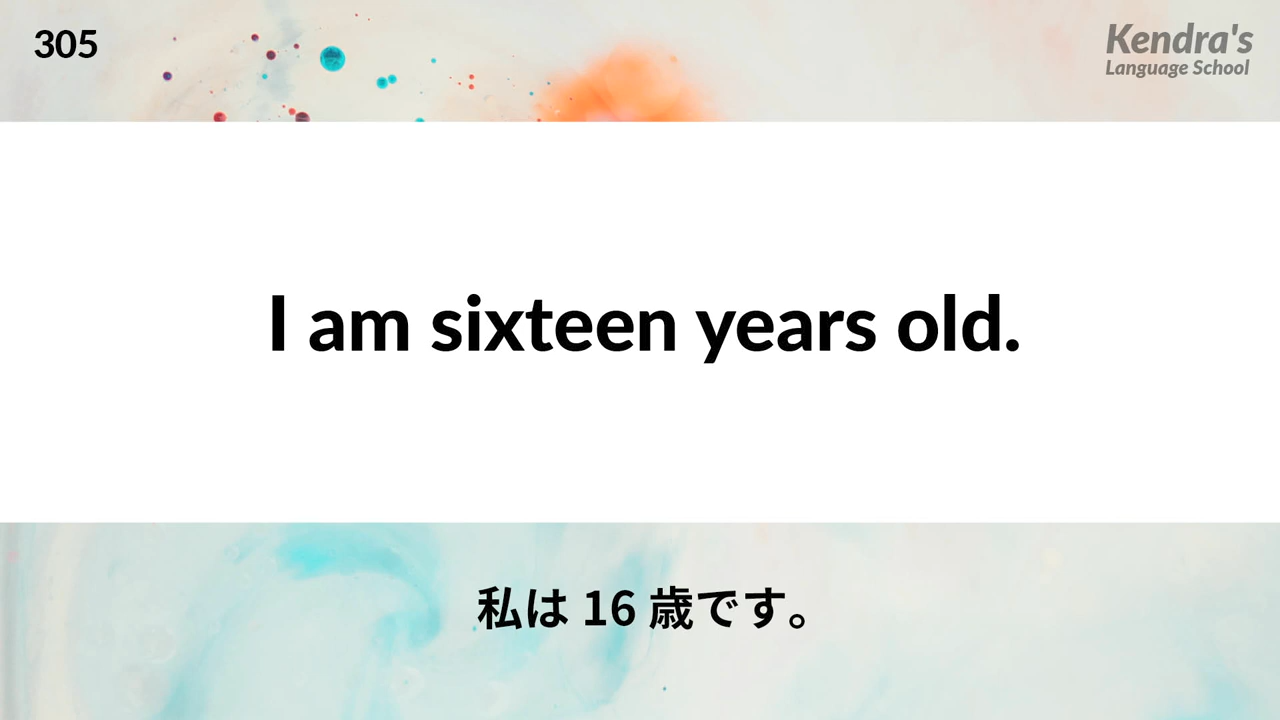 305
Kendra's
Language School
I am sixteen years old.
私は 16 歳です。